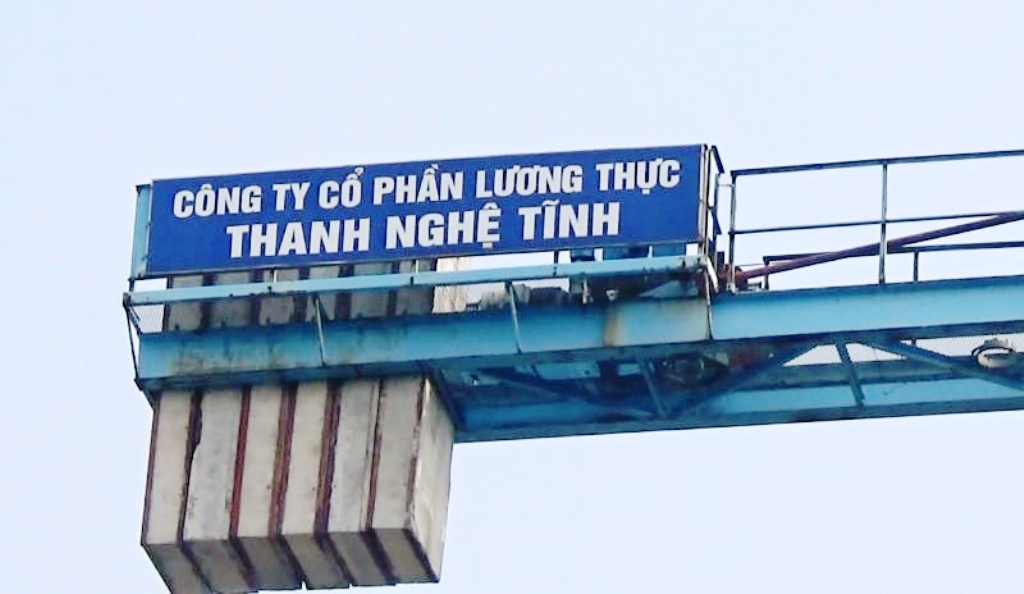 CÔNG TY CỔ PHẦN LƯƠNG THỰC
THANH NGHỆ TĨNH